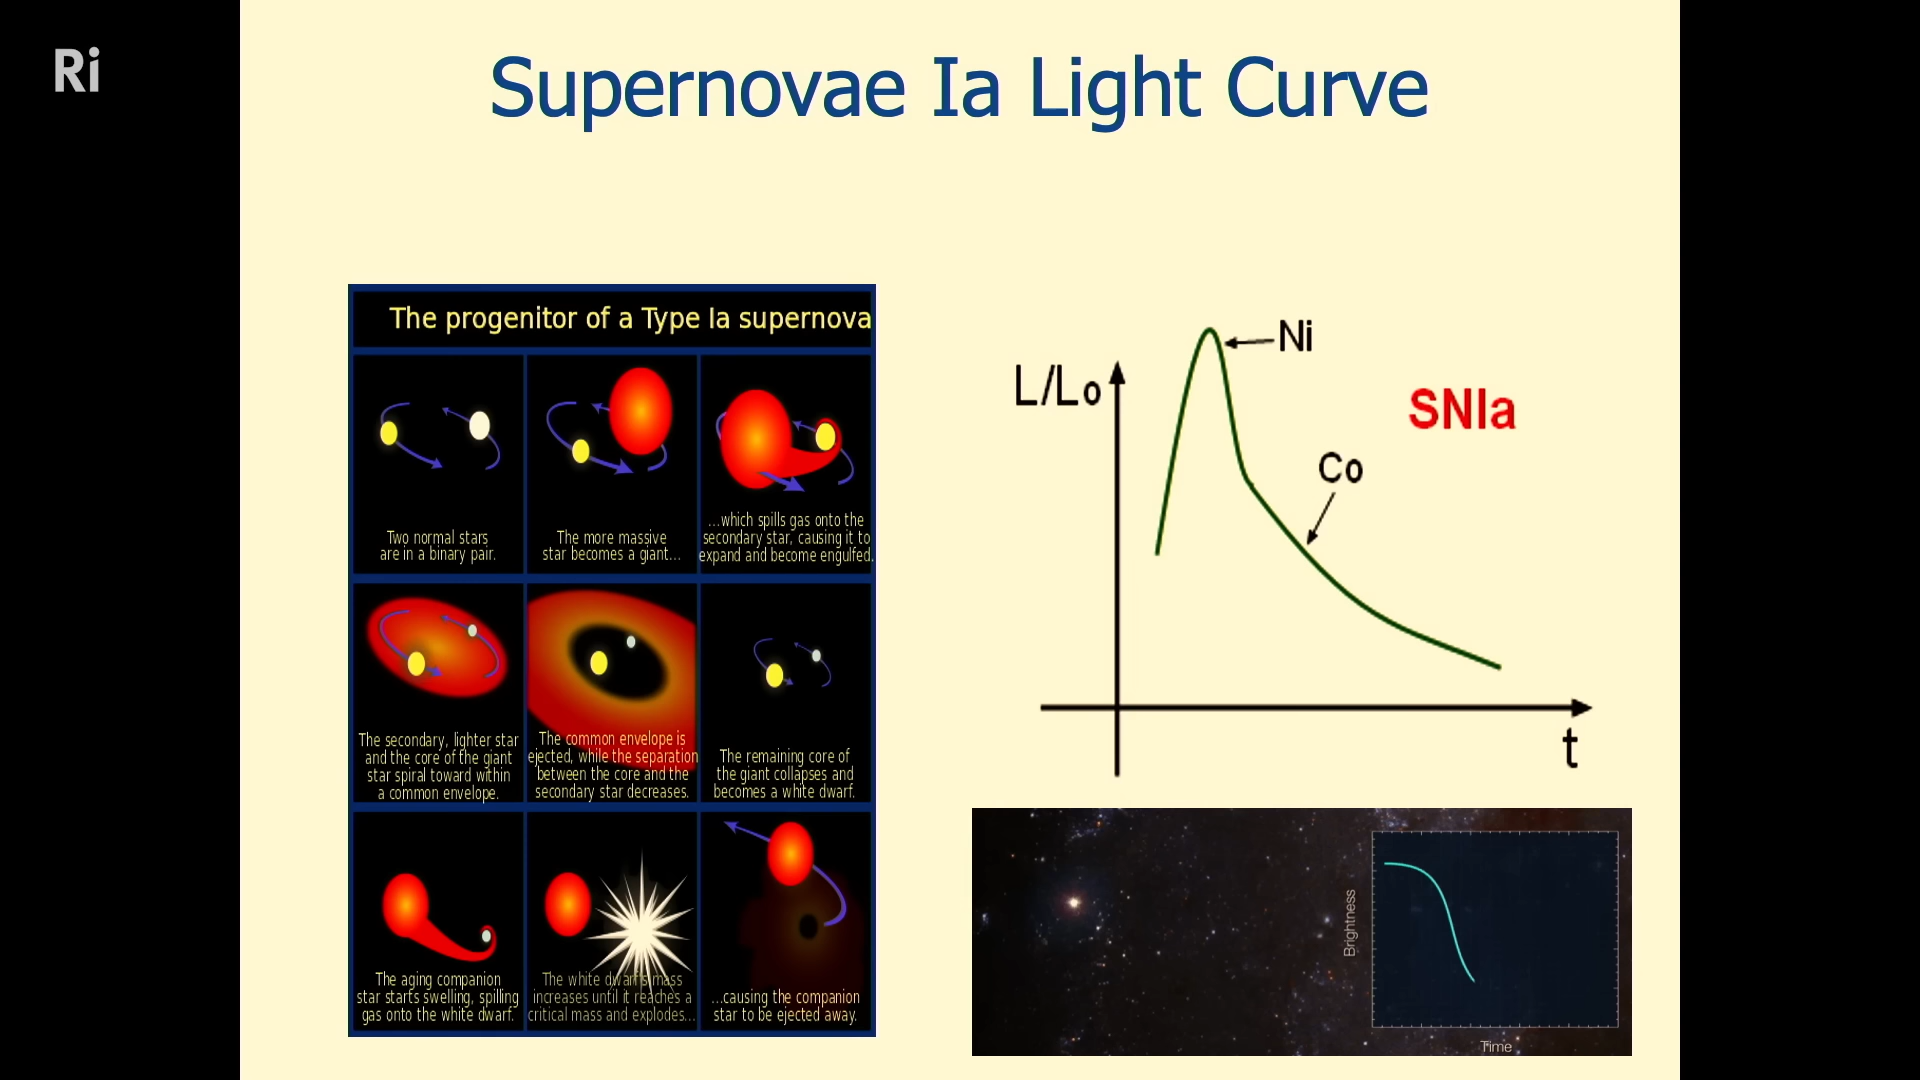 Ri
Supernovae Ia Light Curve
The progenitor of a Type Ia supernova
Two normal stars
are in a binary pair.
The more massive
star becomes a giant...
...which spills gas onto the
secondary star, causing it to
expand and become engulfed.
The secondary, lighter star
and the core of the giant
star spiral toward within
a common envelope.
The common envelope is
ejected, while the separation
between the core and the
secondary star decreases.
The remaining core of
the giant collapses and
becomes a white dwarf.
The aging companion
star starts swelling, spilling
gas onto the white dwarf.
The white dwarf's mass
increases until it reaches a
critical mass and explodes...
...causing the companion
star to be ejected away.
L/Lo
Ni
SNIa
Co
t
Brightness
Time